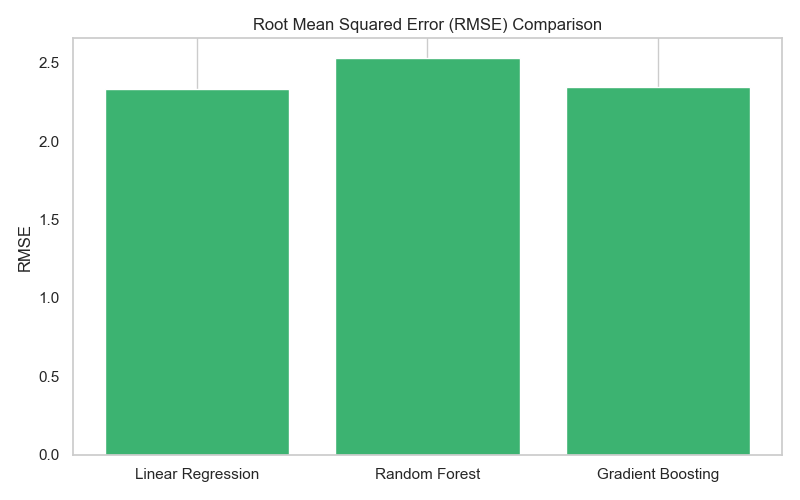 Root Mean Squared Error (RMSE) Comparison
RMSE
2.5
2.0
1.5
1.0
0.5
0.0
Linear Regression
Random Forest
Gradient Boosting